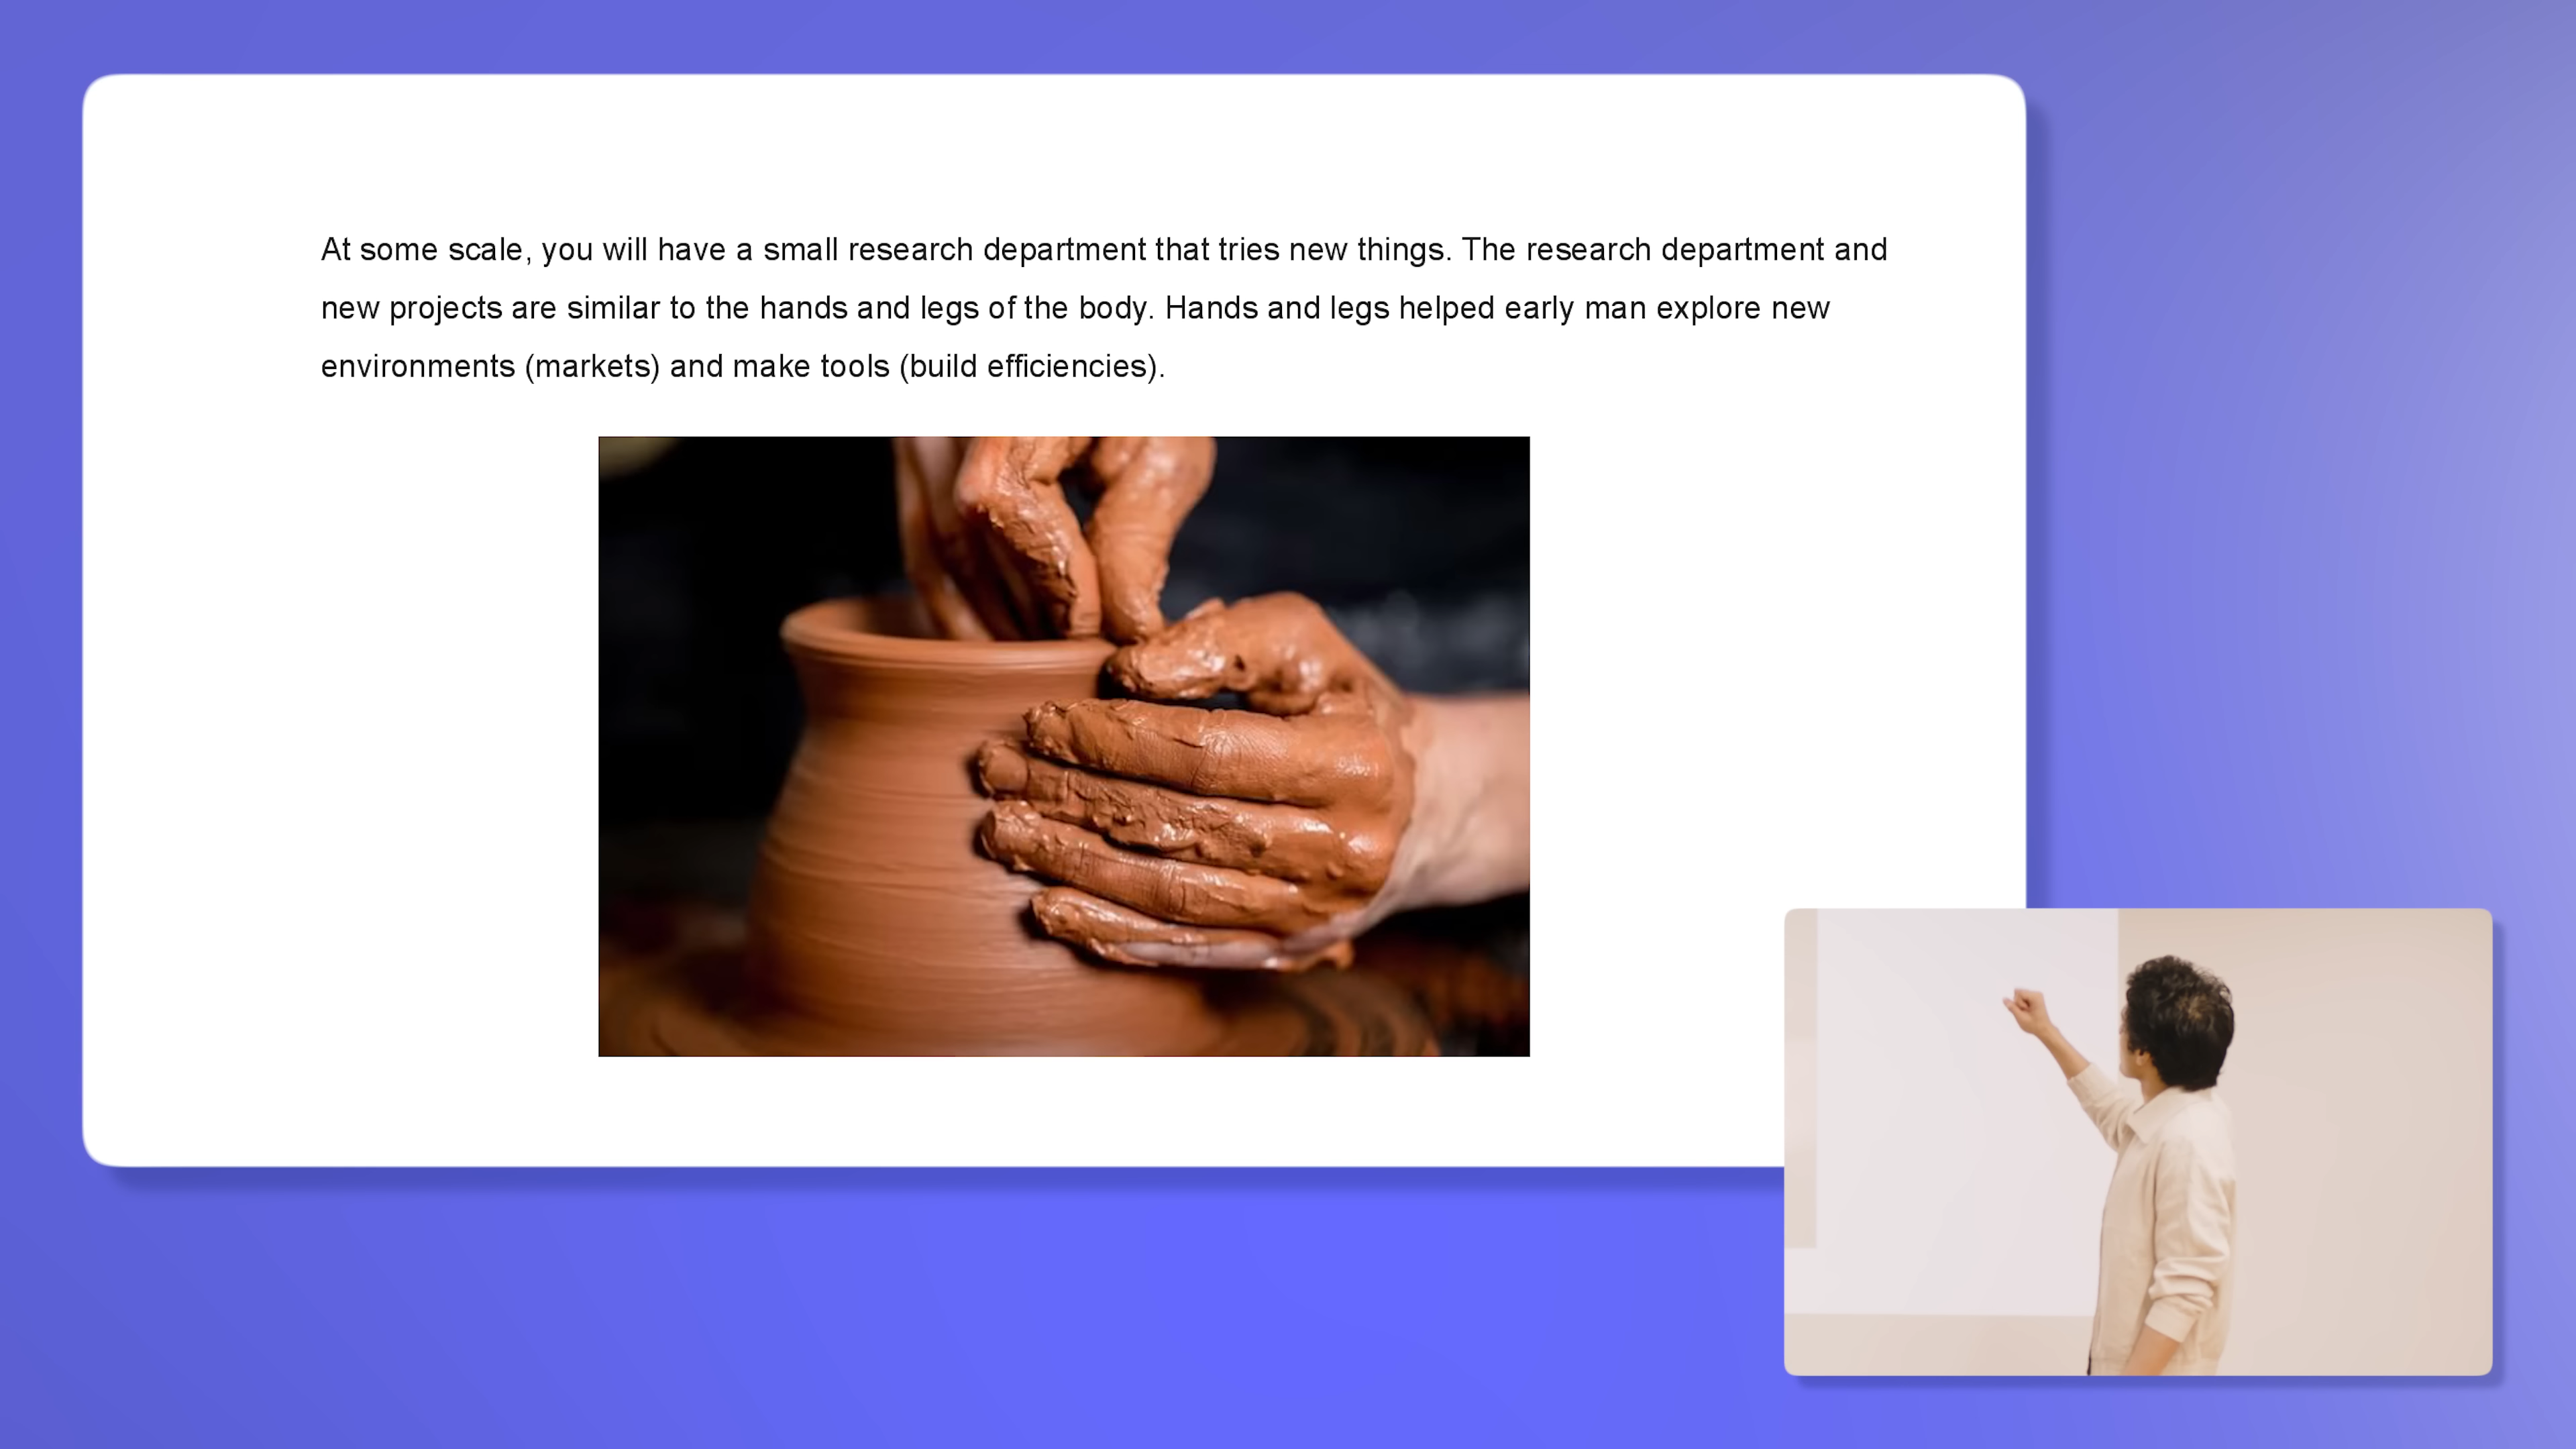 At some scale, you will have a small research department that tries new things. The research department and
new projects are similar to the hands and legs of the body. Hands and legs helped early man explore new
environments (markets) and make tools (build efficiencies).